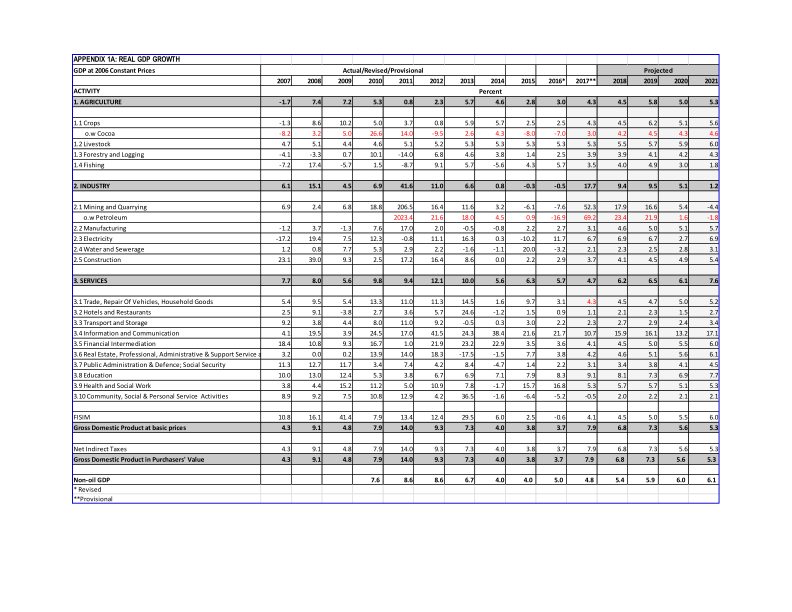 APPENDIX 1A: REAL GDP GROWTH
GDP at 2006 Constant Prices Actual/Revised/Provisional Projected
2007 2008 2009 2010 2011 2012 2013 2014 2015 2016* 2017** 2018 2019 2020 2021
ACTIVITY Percent
1. AGRICULTURE -1.7 7.4 7.2 5.3 0.8 2.3 5.7 4.6 2.8 3.0 4.3 4.5 5.8 5.0 5.3
1.1 Crops -1.3 8.6 10.2 5.0 3.7 0.8 5.9 5.7 2.5 2.5 4.3 4.5 6.2 5.1 5.6
o.w Cocoa -8.2 3.2 5.0 26.6 14.0 -9.5 2.6 4.3 -8.0 -7.0 3.0 4.2 4.5 4.3 4.6
1.2 Livestock 4.7 5.1 4.4 4.6 5.1 5.2 5.3 5.3 5.3 5.3 5.3 5.5 5.7 5.9 6.0
1.3 Forestry and Logging -4.1 -3.3 0.7 10.1 -14.0 6.8 4.6 3.8 1.4 2.5 3.9 3.9 4.1 4.2 4.3
1.4 Fishing -7.2 17.4 -5.7 1.5 -8.7 9.1 5.7 -5.6 4.3 5.7 3.5 4.0 4.9 3.0 1.8
2. INDUSTRY 6.1 15.1 4.5 6.9 41.6 11.0 6.6 0.8 -0.3 -0.5 17.7 9.4 9.5 5.1 1.2
2.1 Mining and Quarrying 6.9 2.4 6.8 18.8 206.5 16.4 11.6 3.2 -6.1 -7.6 52.3 17.9 16.6 5.4 -4.4
o.w Petroleum 2023.4 21.6 18.0 4.5 0.9 -16.9 69.2 23.4 21.9 1.6 -1.8
2.2 Manufacturing -1.2 3.7 -1.3 7.6 17.0 2.0 -0.5 -0.8 2.2 2.7 3.1 4.6 5.0 5.1 5.7
2.3 Electricity -17.2 19.4 7.5 12.3 -0.8 11.1 16.3 0.3 -10.2 11.7 6.7 6.9 6.7 2.7 6.9
2.4 Water and Sewerage 1.2 0.8 7.7 5.3 2.9 2.2 -1.6 -1.1 20.0 -3.2 2.1 2.3 2.5 2.8 3.1
2.5 Construction 23.1 39.0 9.3 2.5 17.2 16.4 8.6 0.0 2.2 2.9 3.7 4.1 4.5 4.9 5.4
3. SERVICES 7.7 8.0 5.6 9.8 9.4 12.1 10.0 5.6 6.3 5.7 4.7 6.2 6.5 6.1 7.6
3.1 Trade, Repair Of Vehicles, Household Goods 5.4 9.5 5.4 13.3 11.0 11.3 14.5 1.6 9.7 3.1 4.3 4.5 4.7 5.0 5.2
3.2 Hotels and Restaurants 2.5 9.1 -3.8 2.7 3.6 5.7 24.6 -1.2 1.5 0.9 1.1 2.1 2.3 1.5 2.7
3.3 Transport and Storage 9.2 3.8 4.4 8.0 11.0 9.2 -0.5 0.3 3.0 2.2 2.3 2.7 2.9 2.4 3.4
3.4 Information and Communication 4.1 19.5 3.9 24.5 17.0 41.5 24.3 38.4 21.6 21.7 10.7 15.9 16.1 13.2 17.1
3.5 Financial Intermediation 18.4 10.8 9.3 16.7 1.0 21.9 23.2 22.9 3.5 3.6 4.1 4.5 5.0 5.5 6.0
3.6 Real Estate, Professional, Administrative & Support Service a 3.2 0.0 0.2 13.9 14.0 18.3 -17.5 -1.5 7.7 3.8 4.2 4.6 5.1 5.6 6.1
3.7 Public Administration & Defence; Social Security 11.3 12.7 11.7 3.4 7.4 4.2 8.4 -4.7 1.4 2.2 3.1 3.4 3.8 4.1 4.5
3.8 Education 10.0 13.0 12.4 5.3 3.8 6.7 6.9 7.1 7.9 8.3 9.1 8.1 7.3 6.9 7.7
3.9 Health and Social Work 3.8 4.4 15.2 11.2 5.0 10.9 7.8 -1.7 15.7 16.8 5.3 5.7 5.7 5.1 5.3
3.10 Community, Social & Personal Service Activities 8.9 9.2 7.5 10.8 12.9 4.2 36.5 -1.6 -6.4 -5.2 -0.5 2.0 2.2 2.1 2.1
FISIM 10.8 16.1 41.4 7.9 13.4 12.4 29.5 6.0 2.5 -0.6 4.1 4.5 5.0 5.5 6.0
Gross Domestic Product at basic prices 4.3 9.1 4.8 7.9 14.0 9.3 7.3 4.0 3.8 3.7 7.9 6.8 7.3 5.6 5.3
Net Indirect Taxes 4.3 9.1 4.8 7.9 14.0 9.3 7.3 4.0 3.8 3.7 7.9 6.8 7.3 5.6 5.3
Gross Domestic Product in Purchasers' Value 4.3 9.1 4.8 7.9 14.0 9.3 7.3 4.0 3.8 3.7 7.9 6.8 7.3 5.6 5.3
Non-oil GDP 7.6 8.6 8.6 6.7 4.0 4.0 5.0 4.8 5.4 5.9 6.0 6.1
* Revised
**Provisional